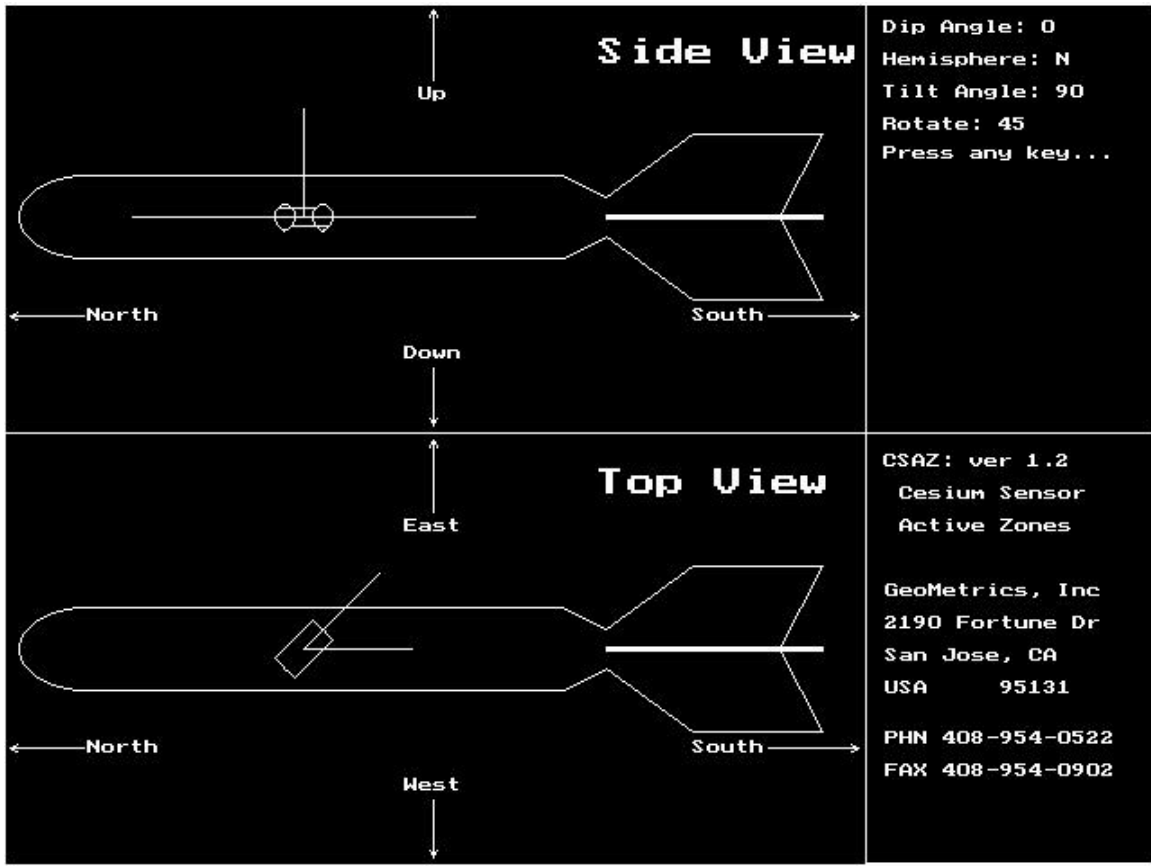 Side View
Up
North
South
Down
Dip Angle: 0
Hemisphere: N
Tilt Angle: 90
Rotate: 45
Press any key...
Top View
East
North
South
West
CSAZ: ver 1.2
Cesium Sensor
Active Zones
GeoMetrics, Inc
2190 Fortune Dr
San Jose, CA
USA 95131
PHN 408-954-0522
FAX 408-954-0902